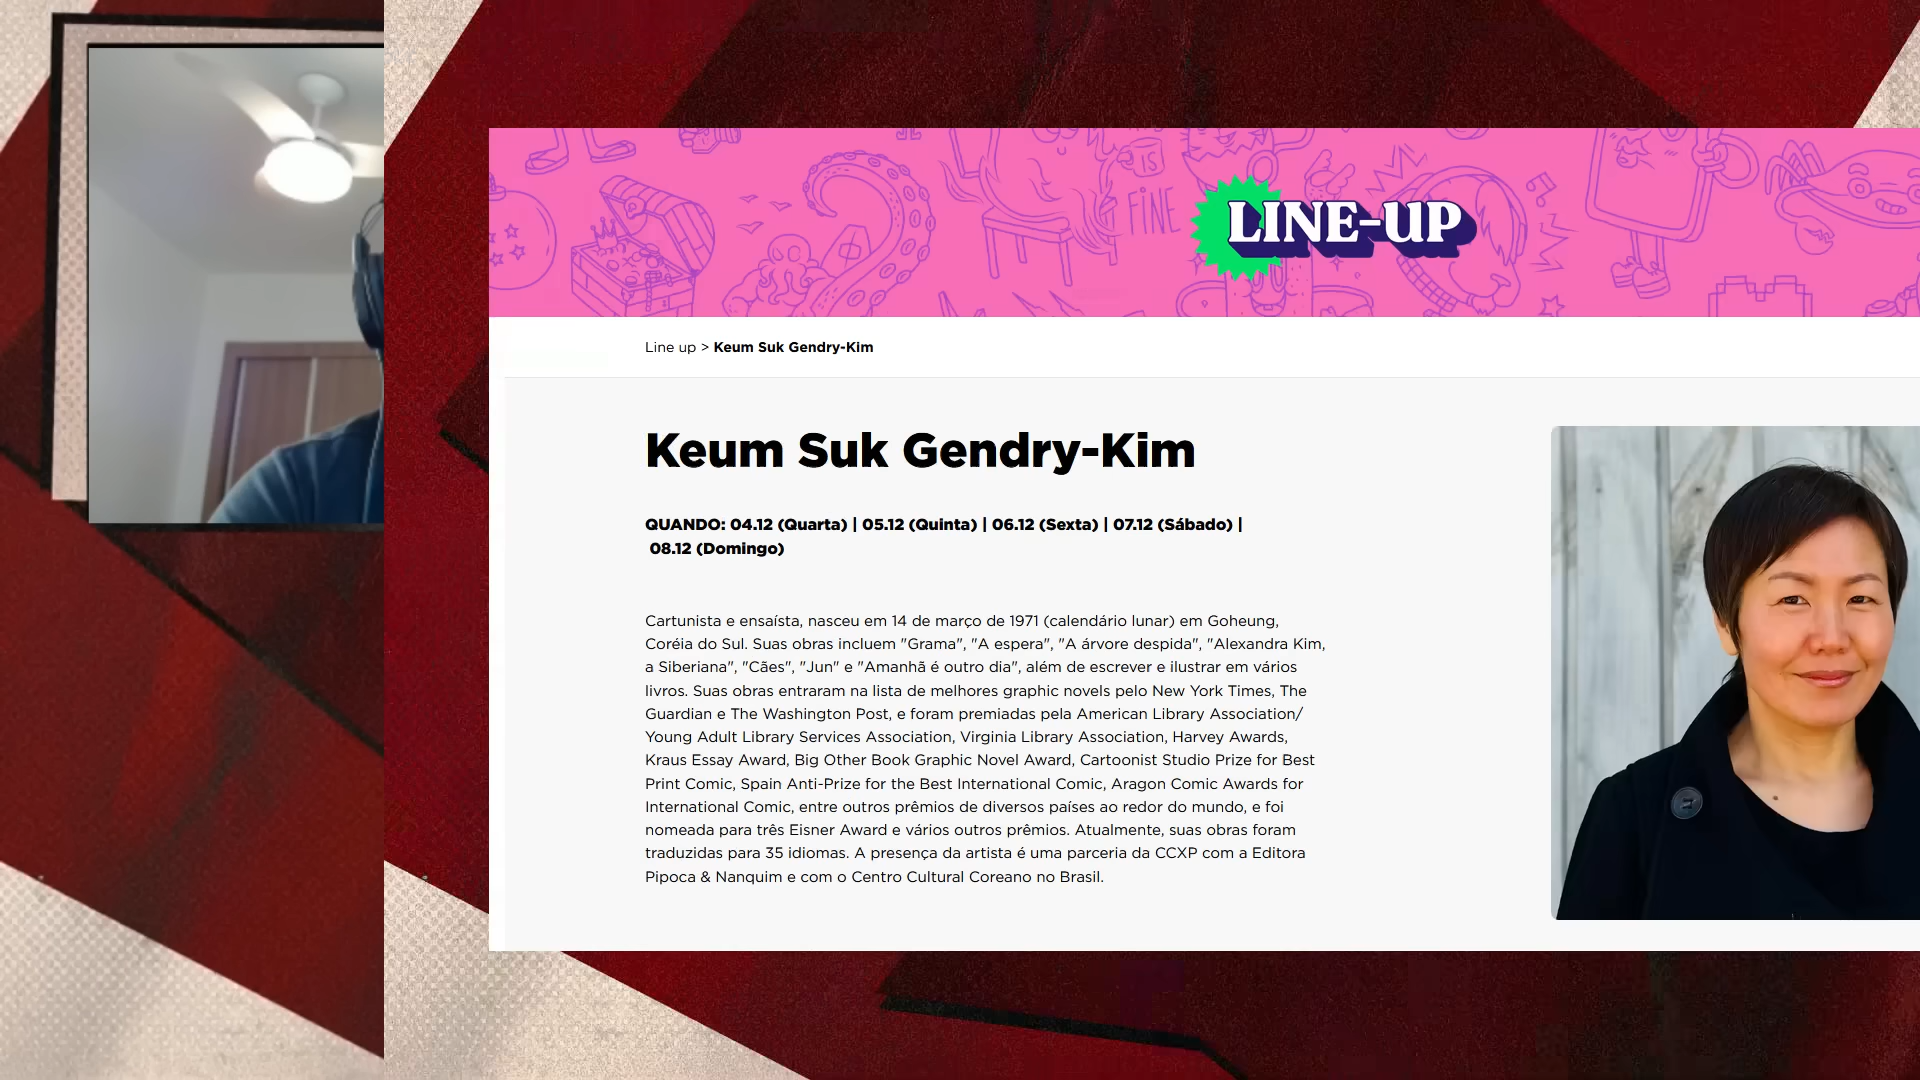 IS
FINE
LINE-UP
Line up > Keum Suk Gendry-Kim
Keum Suk Gendry-Kim
QUANDO: 04.12 (Quarta) | 05.12 (Quinta) | 06.12 (Sexta) | 07.12 (Sábado) |
08.12 (Domingo)
Cartunista e ensaísta, nasceu em 14 de março de 1971 (calendário lunar) em Goheung,
Coréia do Sul. Suas obras incluem "Grama", "A espera", "A árvore despida", "Alexandra Kim,
a Siberiana", "Cães", "Jun" e "Amanhã é outro dia", além de escrever e ilustrar em vários
livros. Suas obras entraram na lista de melhores graphic novels pelo New York Times, The
Guardian e The Washington Post, e foram premiadas pela American Library Association/
Young Adult Library Services Association, Virginia Library Association, Harvey Awards,
Kraus Essay Award, Big Other Book Graphic Novel Award, Cartoonist Studio Prize for Best
Print Comic, Spain Anti-Prize for the Best International Comic, Aragon Comic Awards for
International Comic, entre outros prêmios de diversos países ao redor do mundo, e foi
nomeada para três Eisner Award e vários outros prêmios. Atualmente, suas obras foram
traduzidas para 35 idiomas. A presença da artista é uma parceria da CCXP com a Editora
Pipoca & Nanquim e com o Centro Cultural Coreano no Brasil.